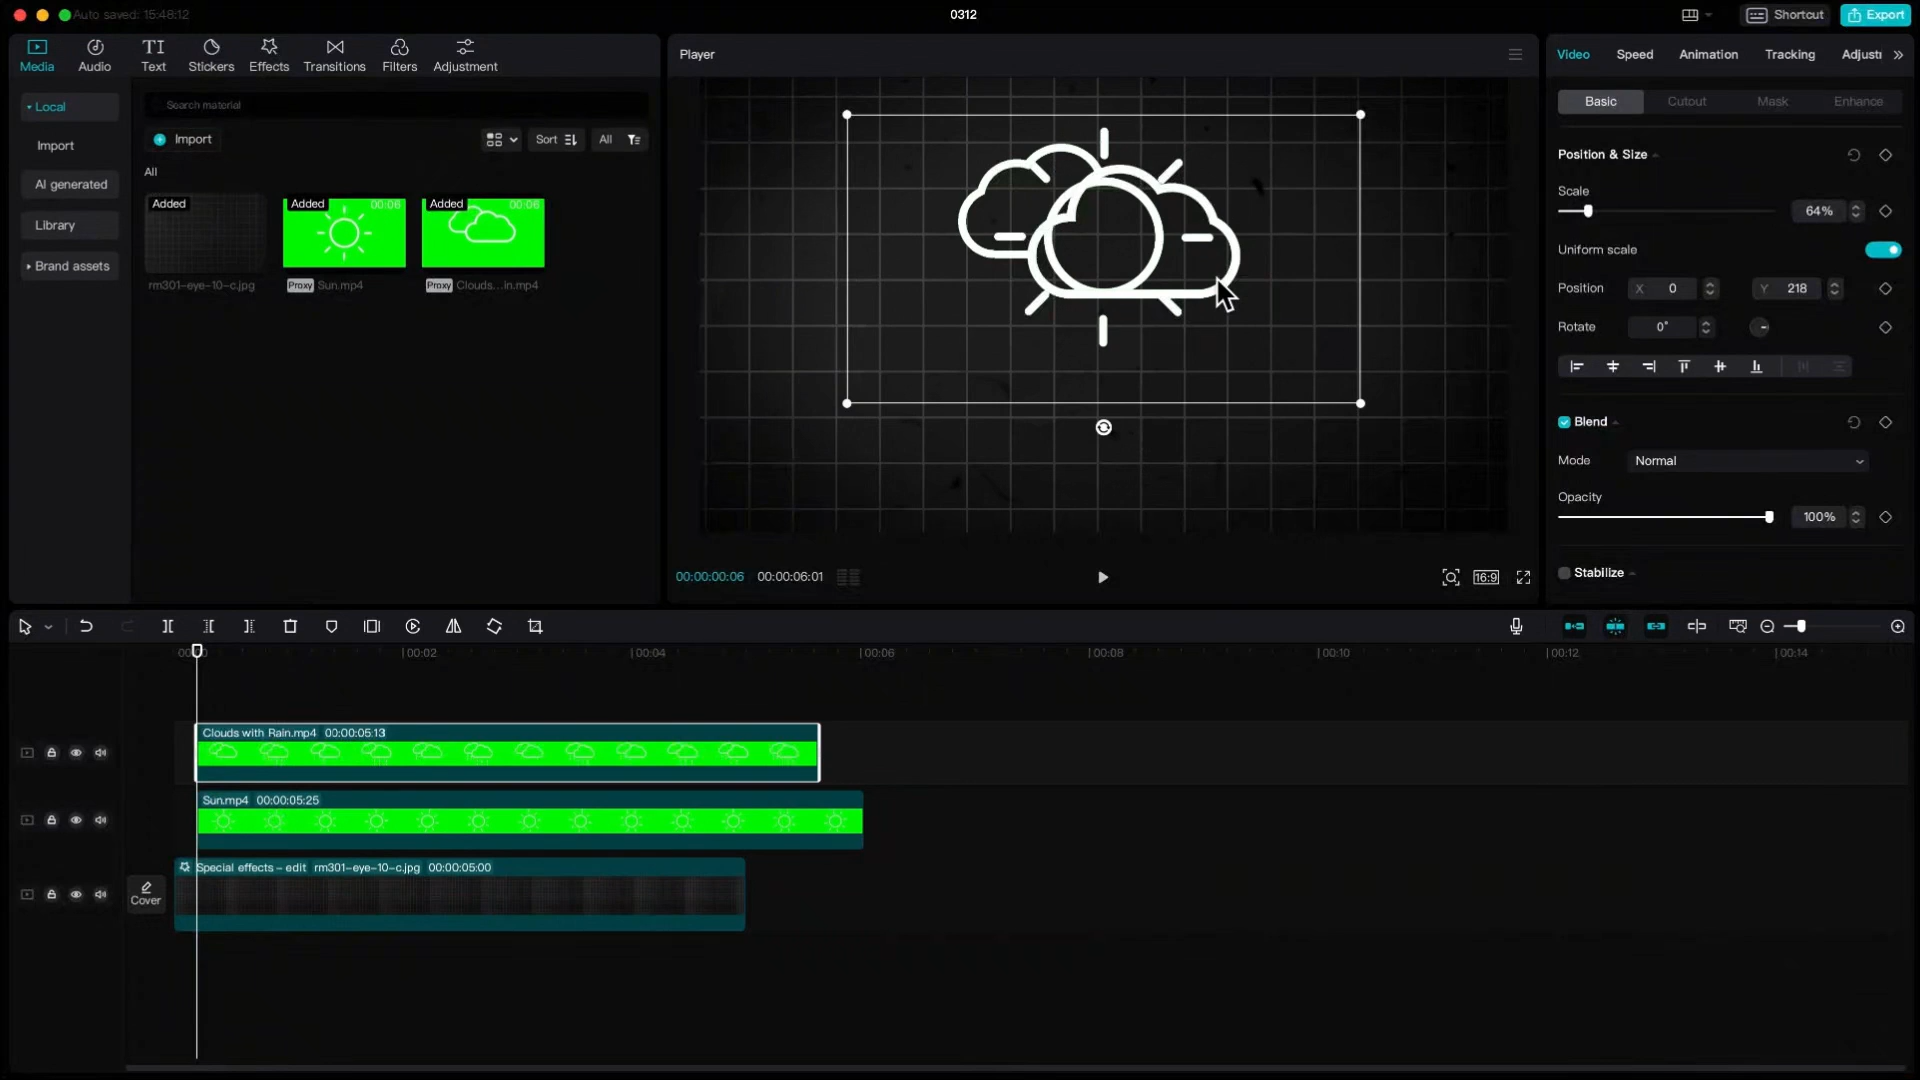 Auto saved: 15:48:12
0312
Shortcut
Export
Media
Audio
TI
Text
Stickers
Effects
Transitions
Filters
Adjustment
Player
Video
Speed
Animation
Tracking
Adjustı
Local
Import
AI generated
Library
Brand assets
Search material
Import
Sort
All
All
Added
Added
00:06
Added
00:06
rm301-eye-10-c.jpg
Proxy Sun.mp4
Proxy Clouds...in.mp4
Basic
Cutout
Mask
Enhance
Position & Size
Scale
64%
Uniform scale
Position
X 0
Y 218
Rotate
0°
Blend
Mode
Normal
Opacity
100%
Stabilize
00:00:00:06
00:00:06:01
16:9
00:02
00:04
00:06
00:08
00:10
00:12
00:14
Clouds with Rain.mp4 00:00:05:13
Sun.mp4 00:00:05:25
Special effects – edit rm301-eye-10-c.jpg 00:00:05:00
Cover